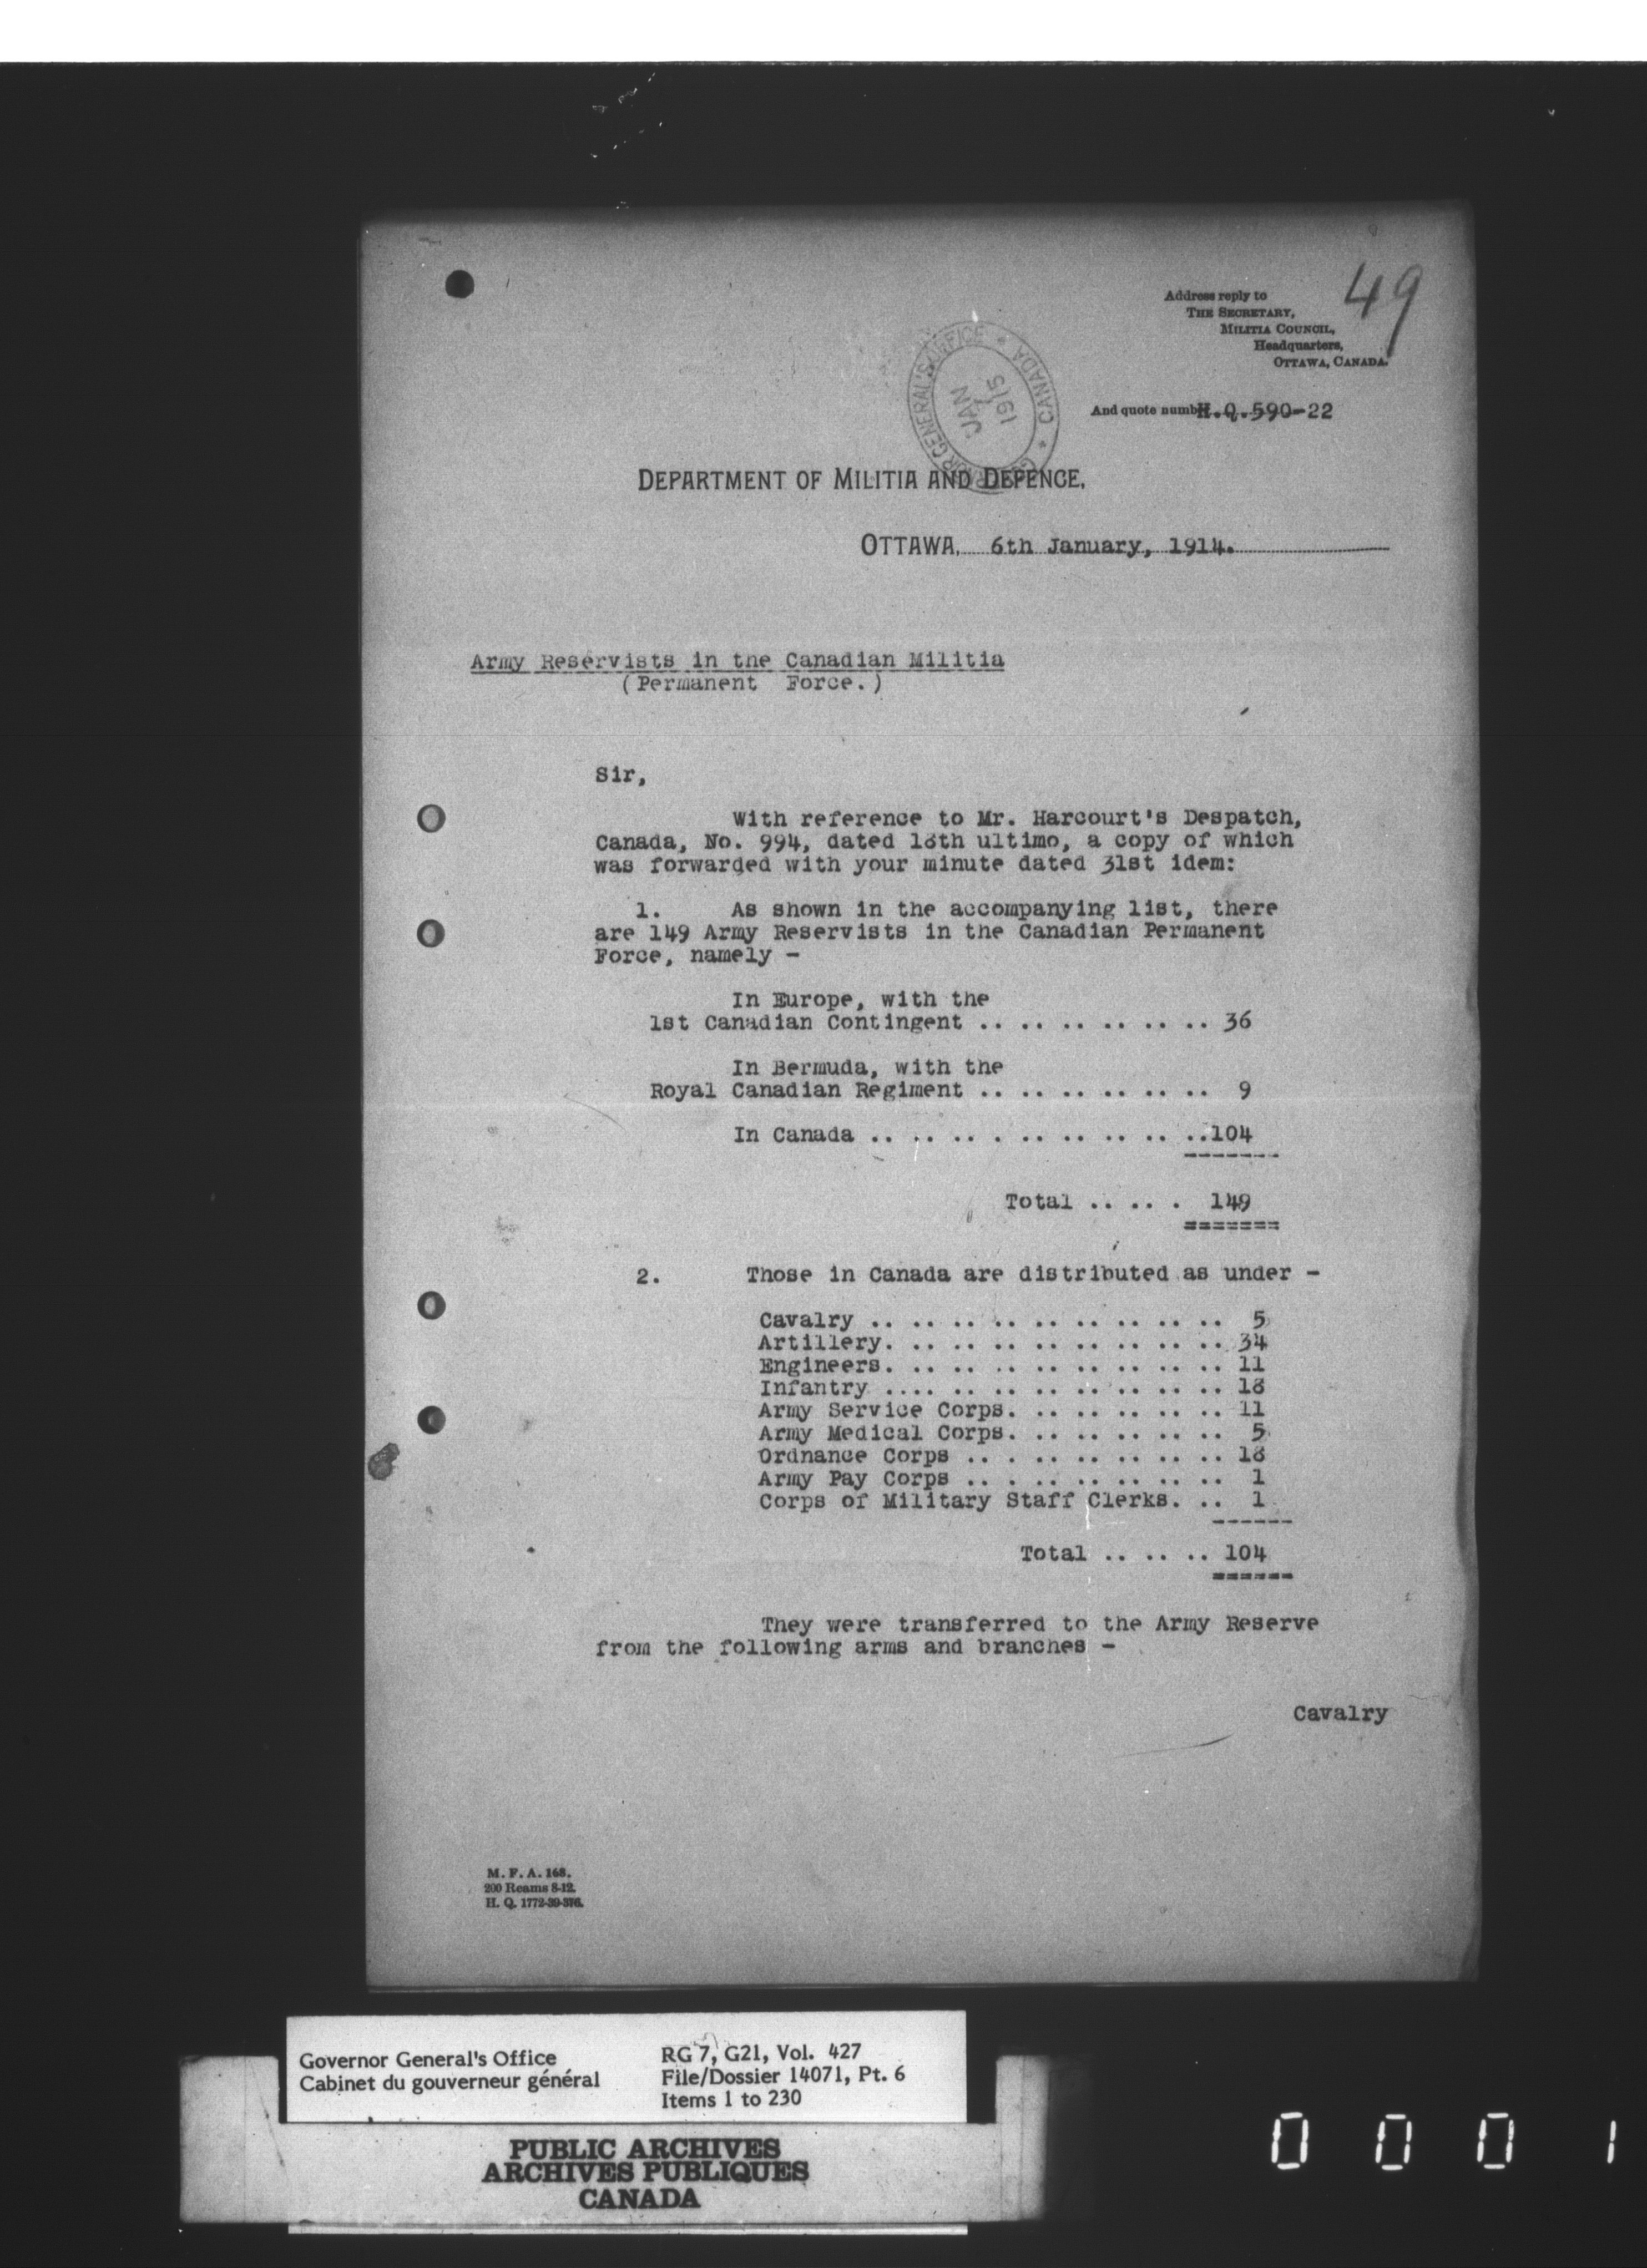 49
Address reply to
THE SECRETARY,
MILITIA COUNCIL,
Headquarters,
OTTAWA, CANADA.
GOVERNOR GENERAL'S OFFICE * CANADA *
JAN
1915
And quote numb H.Q.590-22
DEPARTMENT OF MILITIA AND DEFENCE,
OTTAWA, 6th January, 1914.
Army Reservists in the Canadian Militia
(Permanent Force.)
Sir,
With reference to Mr. Harcourt's Despatch,
Canada, No. 994, dated 18th ultimo, a copy of which
was forwarded with your minute dated 31st idem:
1. As shown in the accompanying list, there
are 149 Army Reservists in the Canadian Permanent
Force, namely -
In Europe, with the
1st Canadian Contingent .. .. .. .. .. .. 36
In Bermuda, with the
Royal Canadian Regiment .. .. .. .. .. .. 9
In Canada .. .. .. . .. .. .. .. ..104
-------
Total .. .. . 149
=======
2. Those in Canada are distributed as under -
Cavalry .. .. .. .. .. .. .. .. .. 5
Artillery. .. .. .. .. .. .. .. .. 34
Engineers. .. .. .. .. .. .. .. .. 11
Infantry .... .. .. .. .. .. .. .. 18
Army Service Corps. .. .. .. .. .. 11
Army Medical Corps. .. .. .. .. .. 5
Ordnance Corps .. . .. .. .. .. .. 18
Army Pay Corps .. . .. .. .. .. .. 1
Corps of Military Staff Clerks. .. 1
------
Total .. .. .. 104
======
They were transferred to the Army Reserve
from the following arms and branches -
Cavalry
M. F. A. 168.
200 Reams 8-12.
H. Q. 1772-39-376.
Governor General's Office
Cabinet du gouverneur général
RG 7, G21, Vol. 427
File/Dossier 14071, Pt. 6
Items 1 to 230
PUBLIC ARCHIVES
ARCHIVES PUBLIQUES
CANADA
0 0 0 1